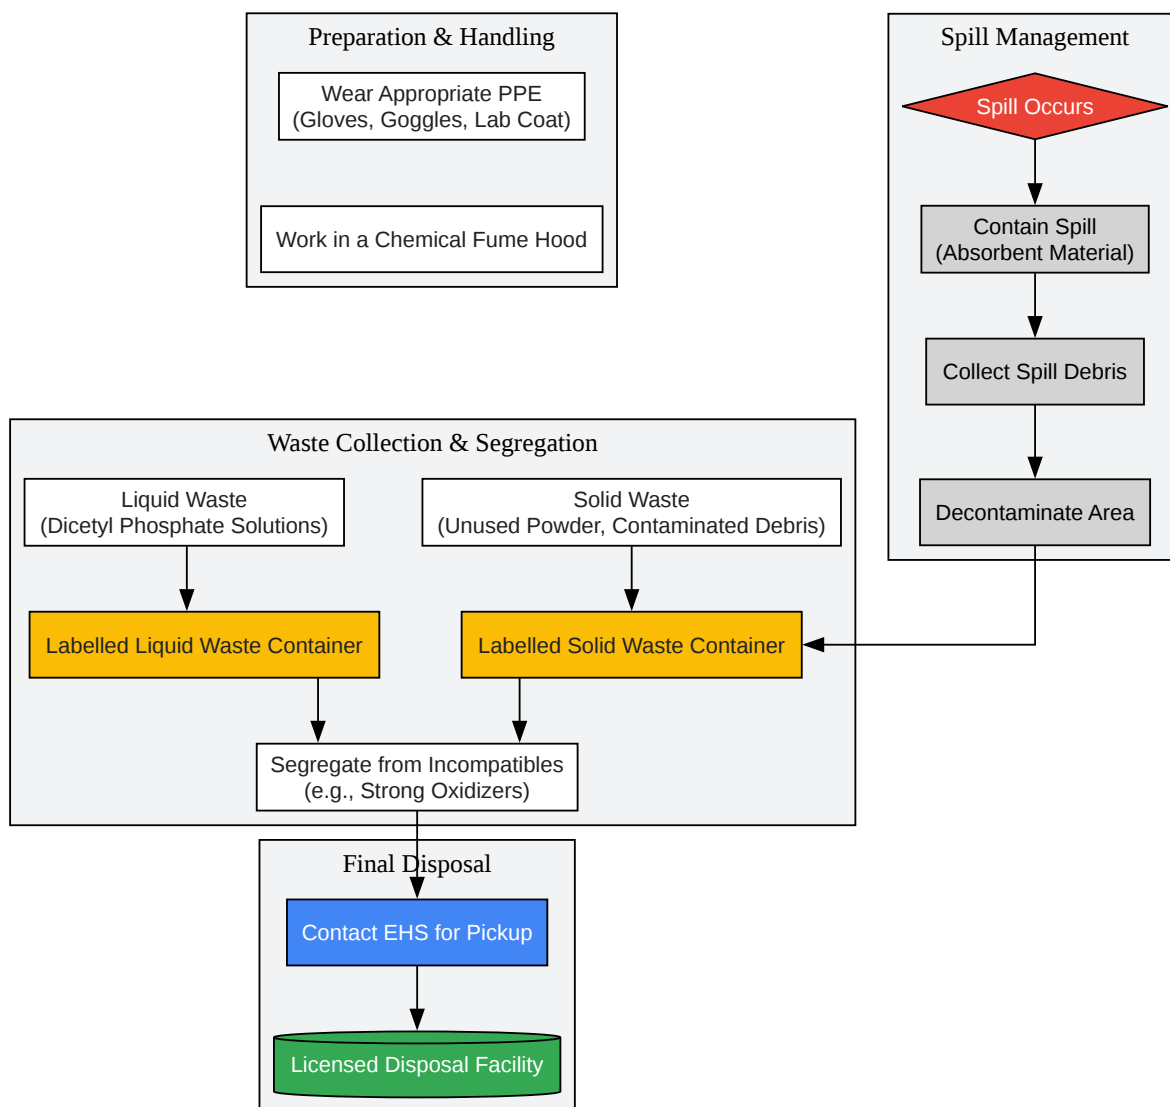 Preparation & Handling
Wear Appropriate PPE
(Gloves, Goggles, Lab Coat)
Work in a Chemical Fume Hood
Spill Management
Spill Occurs
Contain Spill
(Absorbent Material)
Collect Spill Debris
Decontaminate Area
Waste Collection & Segregation
Liquid Waste
(Dicetyl Phosphate Solutions)
Solid Waste
(Unused Powder, Contaminated Debris)
Labelled Liquid Waste Container
Labelled Solid Waste Container
Segregate from Incompatibles
(e.g., Strong Oxidizers)
Final Disposal
Contact EHS for Pickup
Licensed Disposal Facility